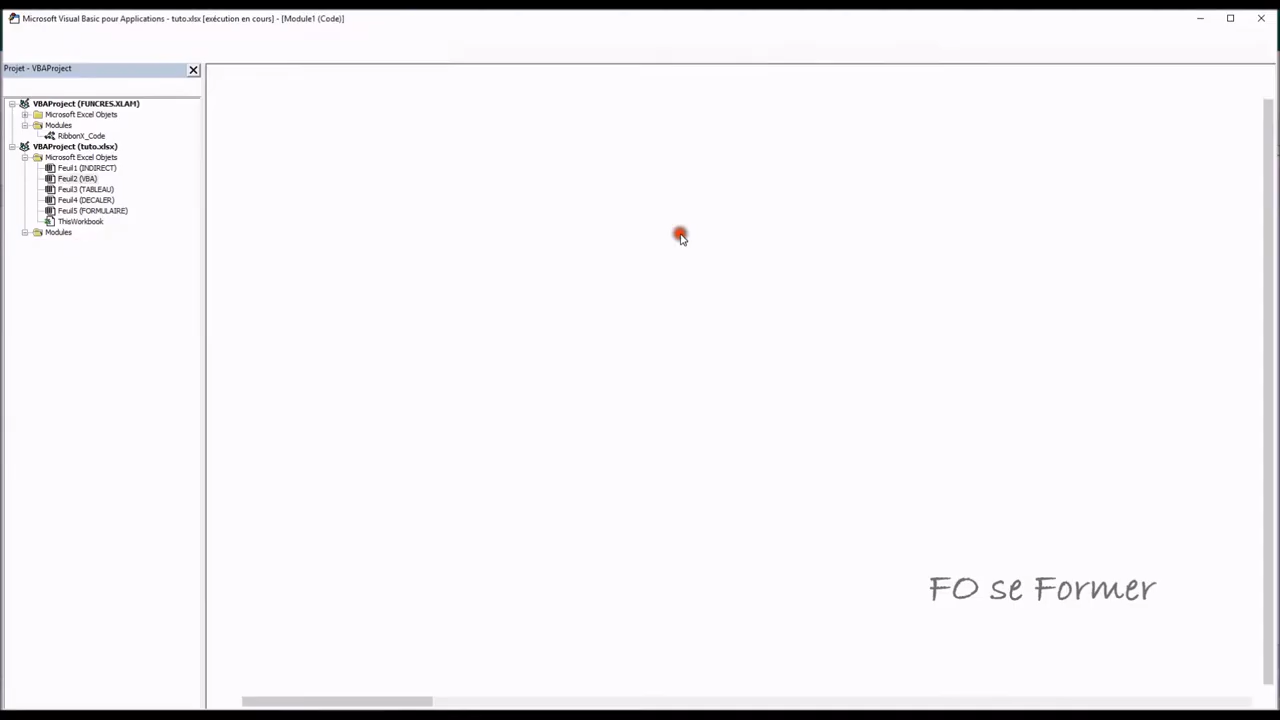 Microsoft Visual Basic pour Applications - tuto.xlsx [exécution en cours] - [Module1 (Code)]
Projet - VBAProject
VBAProject (FUNCRES.XLAM)
Microsoft Excel Objets
Modules
RibbonX_Code
VBAProject (tuto.xlsx)
Microsoft Excel Objets
Feuil1 (INDIRECT)
Feuil2 (VBA)
Feuil3 (TABLEAU)
Feuil4 (DECALER)
Feuil5 (FORMULAIRE)
ThisWorkbook
Modules
FO se Former